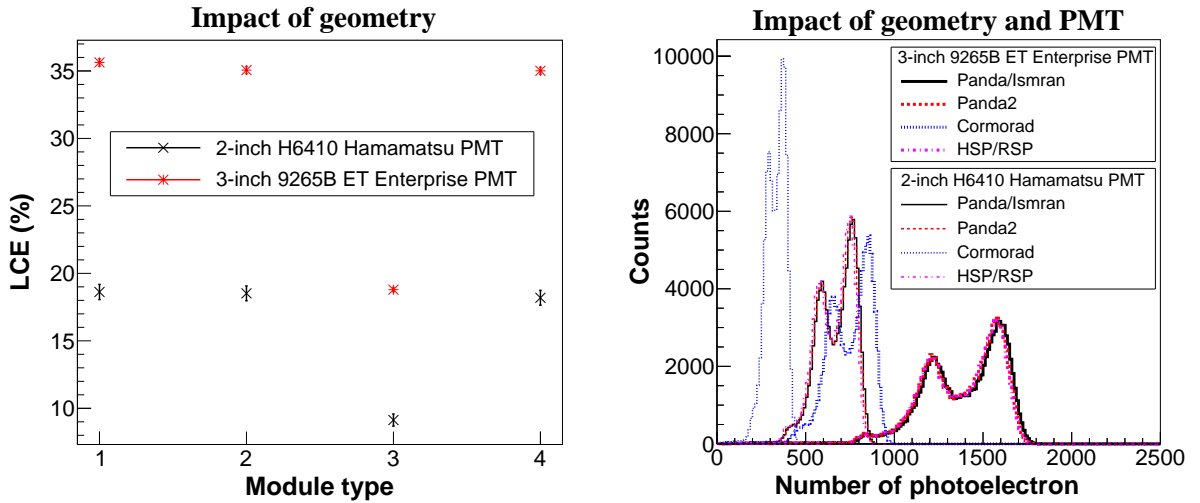 Impact of geometry
LCE (%)
35
30
25
20
15
10
2-inch H6410 Hamamatsu PMT
3-inch 9265B ET Enterprise PMT
1
2
3
4
Module type
Impact of geometry and PMT
Counts
10000
8000
6000
4000
2000
0
3-inch 9265B ET Enterprise PMT
Panda/Ismran
Panda2
Cormorad
HSP/RSP
2-inch H6410 Hamamatsu PMT
Panda/Ismran
Panda2
Cormorad
HSP/RSP
0
500
1000
1500
2000
2500
Number of photoelectron